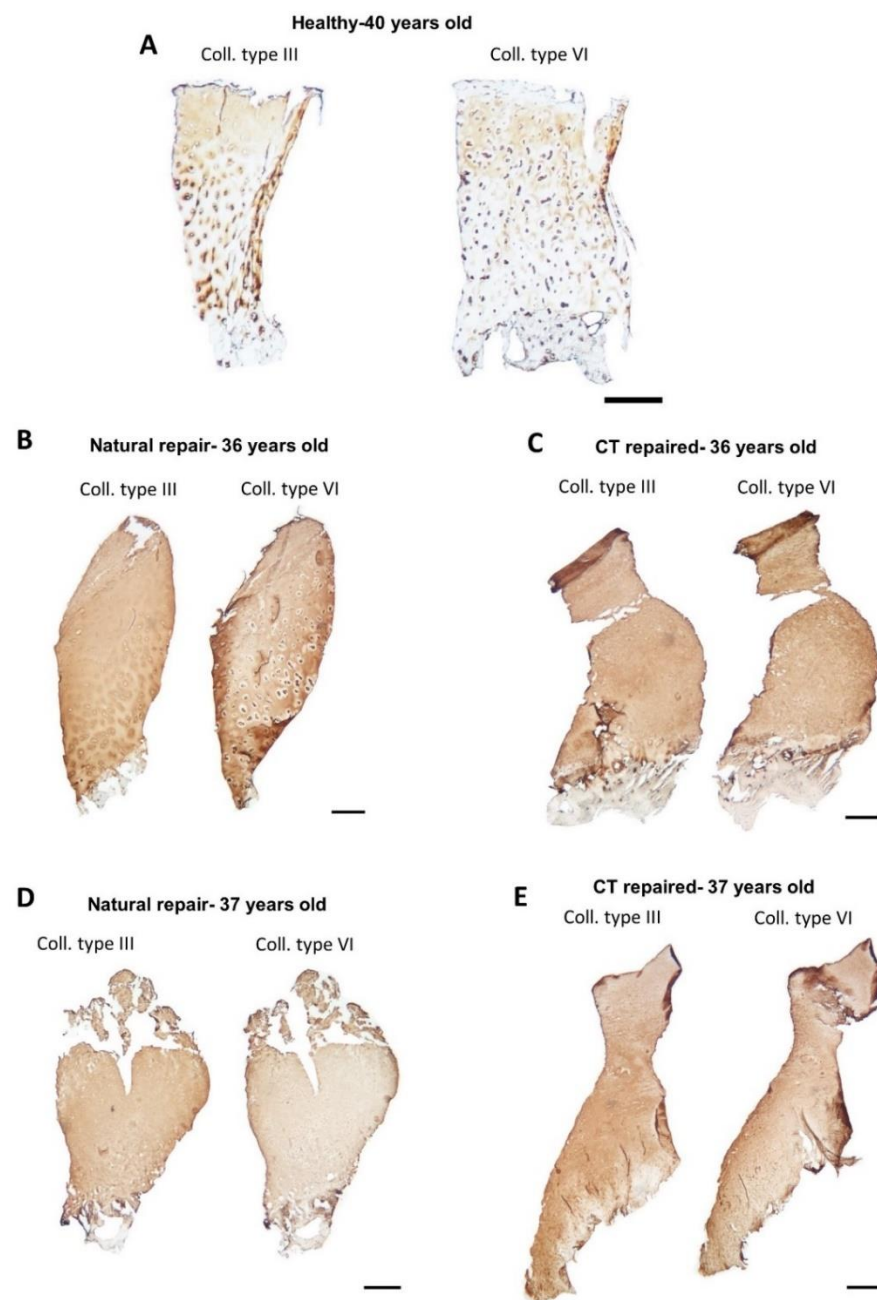 Healthy-40 years old
A
Coll. type III
Coll. type VI
B
Natural repair- 36 years old
Coll. type III
Coll. type VI
C
CT repaired- 36 years old
Coll. type III
Coll. type VI
D
Natural repair- 37 years old
Coll. type III
Coll. type VI
E
CT repaired- 37 years old
Coll. type III
Coll. type VI